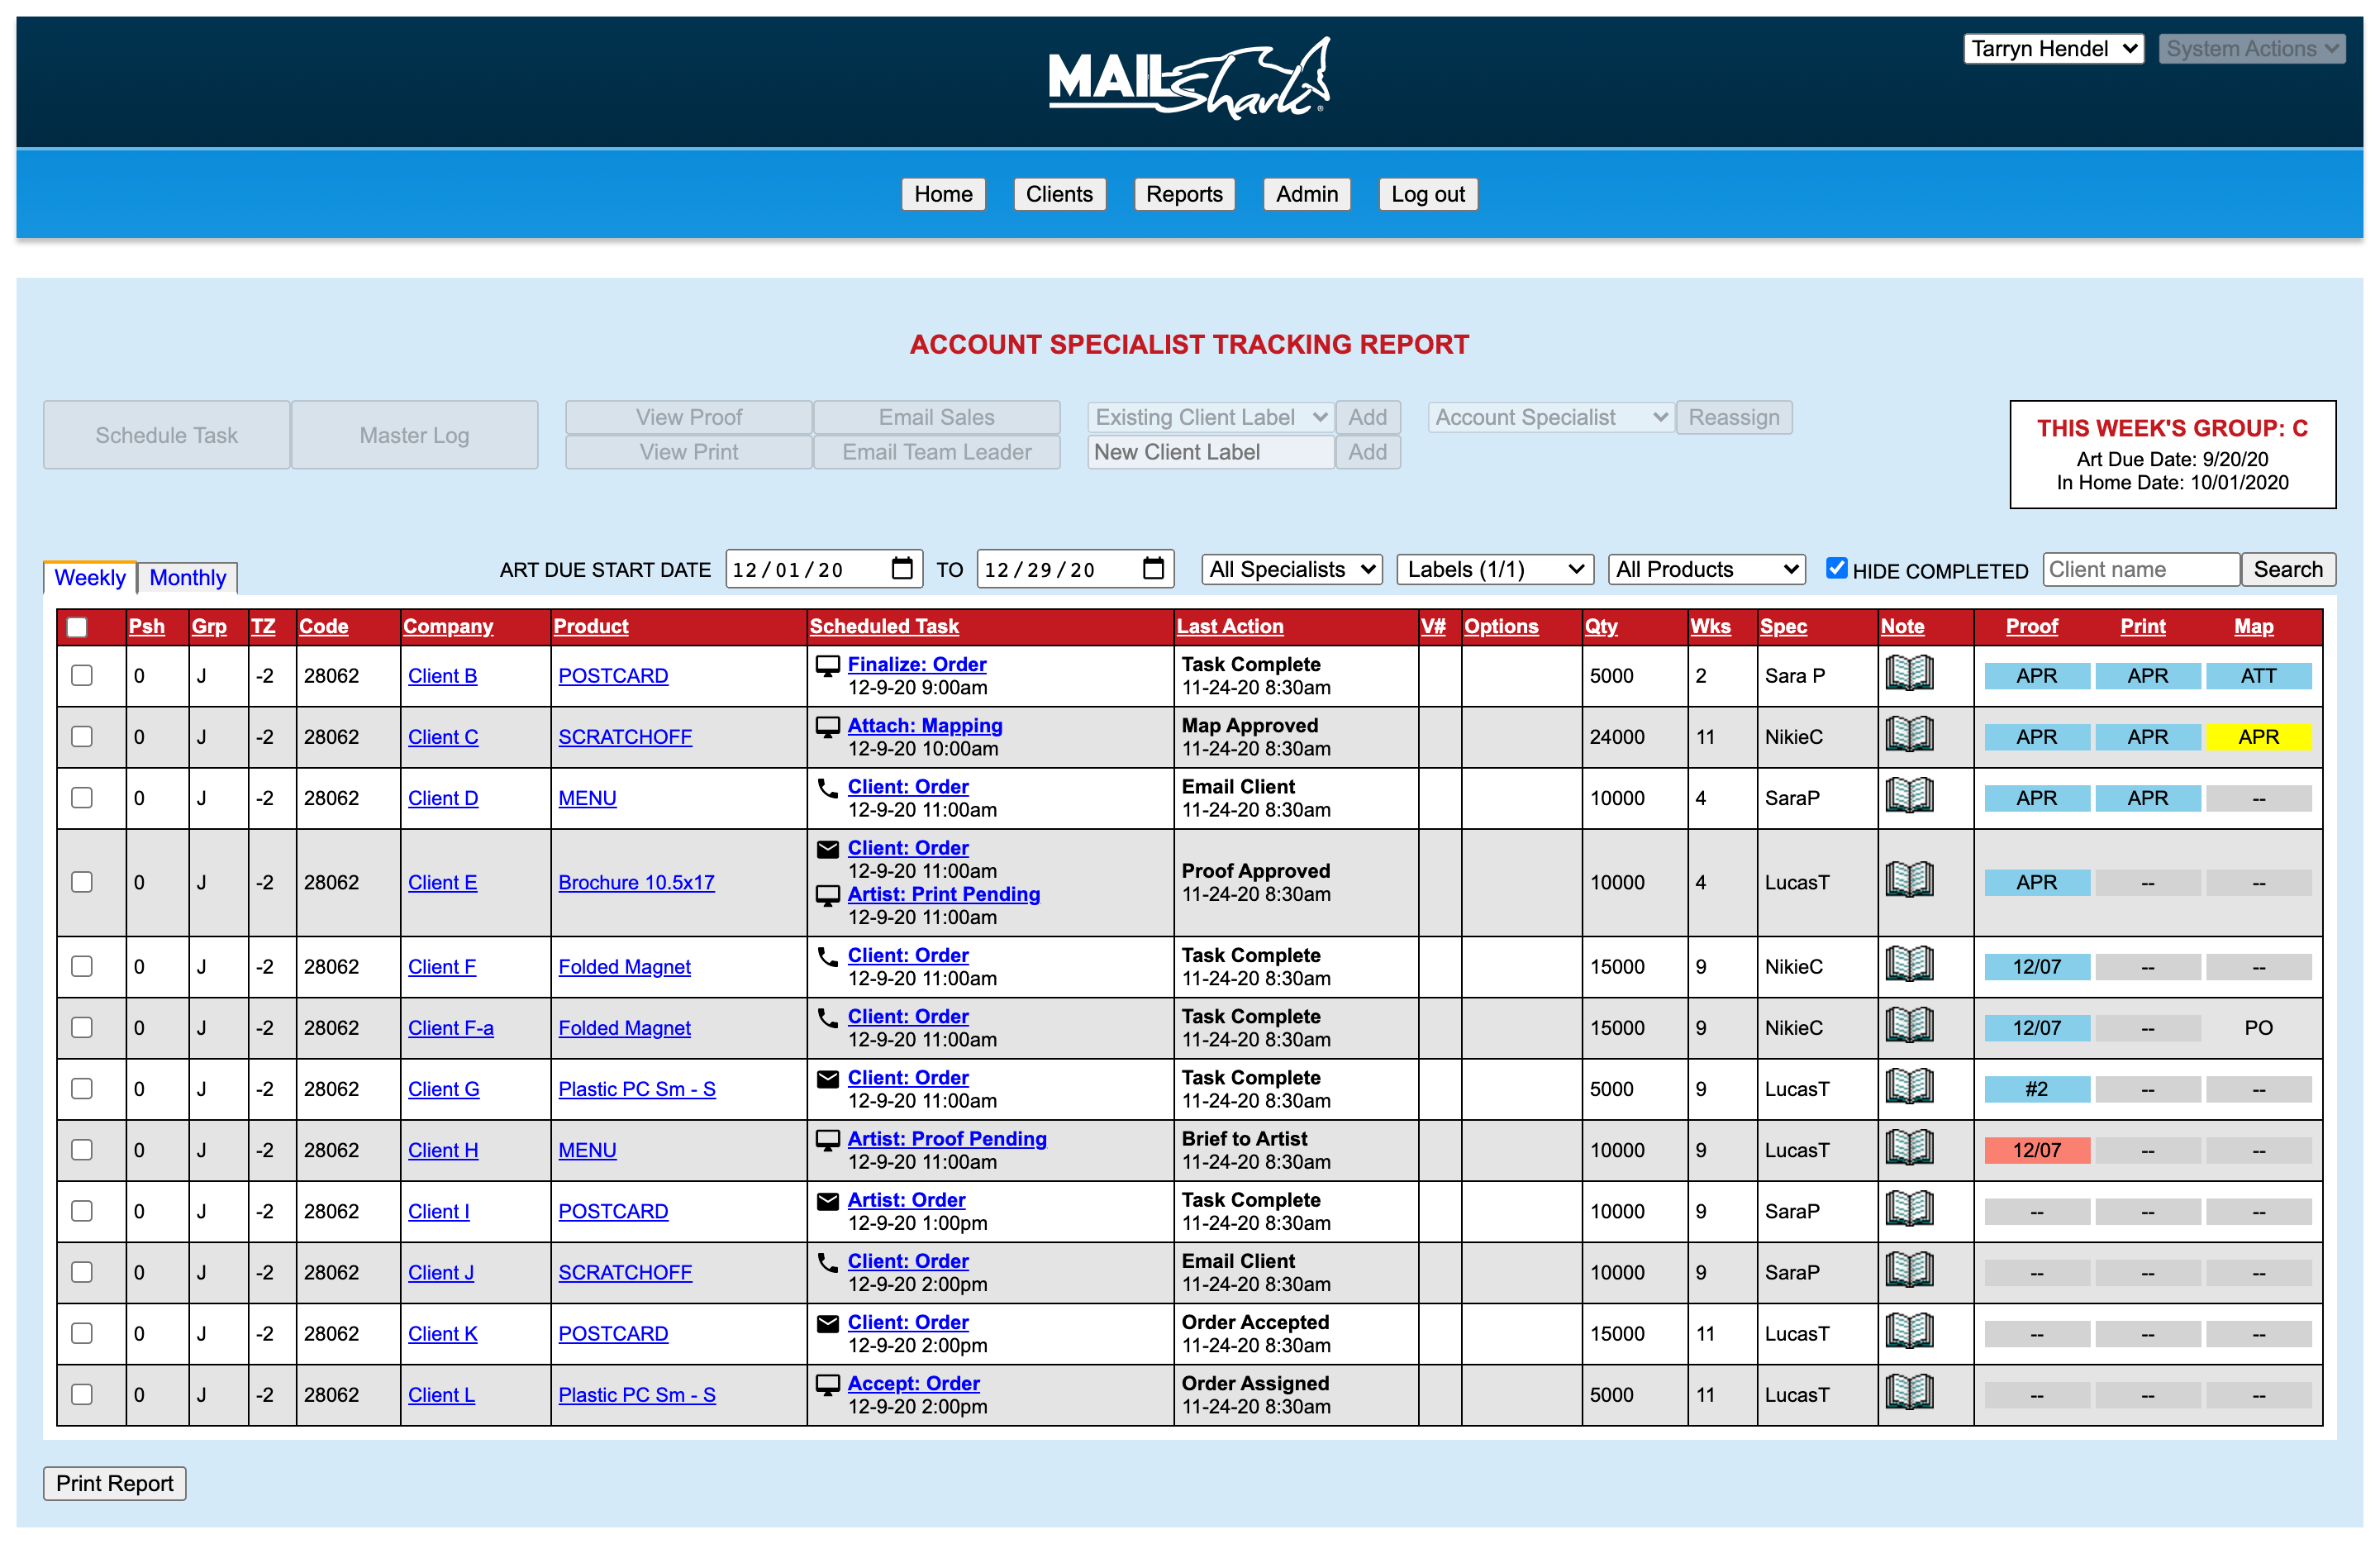 Tarryn Hendel System Actions
MAIL Shark ®
Home Clients Reports Admin Log out
ACCOUNT SPECIALIST TRACKING REPORT
Schedule Task Master Log View Proof Email Sales Existing Client Label Add Account Specialist Reassign
View Print Email Team Leader New Client Label Add
THIS WEEK'S GROUP: C
Art Due Date: 9/20/20
In Home Date: 10/01/2020
Weekly Monthly ART DUE START DATE 12/01/20 TO 12/29/20 All Specialists Labels (1/1) All Products HIDE COMPLETED Client name Search
Psh Grp TZ Code Company Product Scheduled Task Last Action V# Options Qty Wks Spec Note Proof Print Map
0 J -2 28062 Client B POSTCARD Finalize: Order Task Complete 5000 2 Sara P APR APR ATT
12-9-20 9:00am 11-24-20 8:30am
0 J -2 28062 Client C SCRATCHOFF Attach: Mapping Map Approved 24000 11 NikieC APR APR APR
12-9-20 10:00am 11-24-20 8:30am
0 J -2 28062 Client D MENU Client: Order Email Client 10000 4 SaraP APR APR --
12-9-20 11:00am 11-24-20 8:30am
0 J -2 28062 Client E Brochure 10.5x17 Client: Order Proof Approved 10000 4 LucasT APR -- --
12-9-20 11:00am 11-24-20 8:30am
Artist: Print Pending
12-9-20 11:00am
0 J -2 28062 Client F Folded Magnet Client: Order Task Complete 15000 9 NikieC 12/07 -- --
12-9-20 11:00am 11-24-20 8:30am
0 J -2 28062 Client F-a Folded Magnet Client: Order Task Complete 15000 9 NikieC 12/07 -- PO
12-9-20 11:00am 11-24-20 8:30am
0 J -2 28062 Client G Plastic PC Sm - S Client: Order Task Complete 5000 9 LucasT #2 -- --
12-9-20 11:00am 11-24-20 8:30am
0 J -2 28062 Client H MENU Artist: Proof Pending Brief to Artist 10000 9 LucasT 12/07 -- --
12-9-20 11:00am 11-24-20 8:30am
0 J -2 28062 Client I POSTCARD Artist: Order Task Complete 10000 9 SaraP -- -- --
12-9-20 1:00pm 11-24-20 8:30am
0 J -2 28062 Client J SCRATCHOFF Client: Order Email Client 10000 9 SaraP -- -- --
12-9-20 2:00pm 11-24-20 8:30am
0 J -2 28062 Client K POSTCARD Client: Order Order Accepted 15000 11 LucasT -- -- --
12-9-20 2:00pm 11-24-20 8:30am
0 J -2 28062 Client L Plastic PC Sm - S Accept: Order Order Assigned 5000 11 LucasT -- -- --
12-9-20 2:00pm 11-24-20 8:30am
Print Report